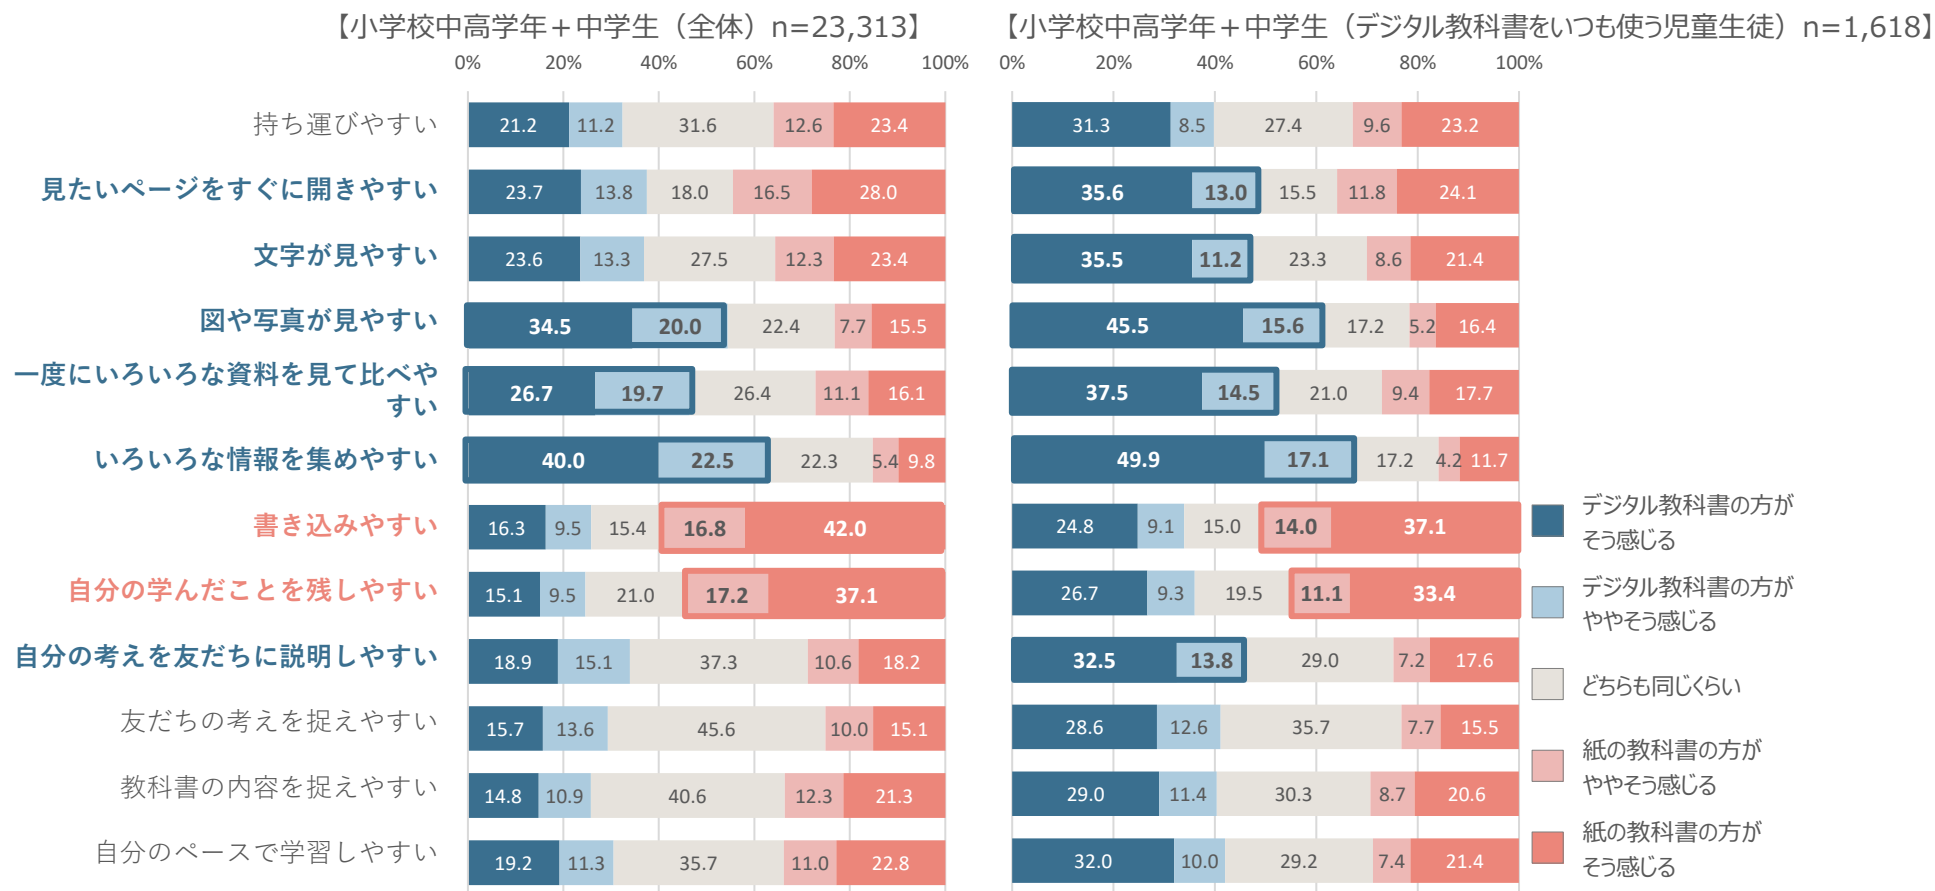 【小学校中高学年＋中学生（全体）n=23,313】
【小学校中高学年＋中学生（デジタル教科書をいつも使う児童生徒）n=1,618】
0% 20% 40% 60% 80% 100%
0% 20% 40% 60% 80% 100%
持ち運びやすい 21.2 11.2 31.6 12.6 23.4 31.3 8.5 27.4 9.6 23.2
見たいページをすぐに開きやすい 23.7 13.8 18.0 16.5 28.0 35.6 13.0 15.5 11.8 24.1
文字が見やすい 23.6 13.3 27.5 12.3 23.4 35.5 11.2 23.3 8.6 21.4
図や写真が見やすい 34.5 20.0 22.4 7.7 15.5 45.5 15.6 17.2 5.2 16.4
一度にいろいろな資料を見て比べや
すい 26.7 19.7 26.4 11.1 16.1 37.5 14.5 21.0 9.4 17.7
いろいろな情報を集めやすい 40.0 22.5 22.3 5.4 9.8 49.9 17.1 17.2 4.2 11.7
書き込みやすい 16.3 9.5 15.4 16.8 42.0 24.8 9.1 15.0 14.0 37.1
自分の学んだことを残しやすい 15.1 9.5 21.0 17.2 37.1 26.7 9.3 19.5 11.1 33.4
自分の考えを友だちに説明しやすい 18.9 15.1 37.3 10.6 18.2 32.5 13.8 29.0 7.2 17.6
友だちの考えを捉えやすい 15.7 13.6 45.6 10.0 15.1 28.6 12.6 35.7 7.7 15.5
教科書の内容を捉えやすい 14.8 10.9 40.6 12.3 21.3 29.0 11.4 30.3 8.7 20.6
自分のペースで学習しやすい 19.2 11.3 35.7 11.0 22.8 32.0 10.0 29.2 7.4 21.4
デジタル教科書の方が
そう感じる
デジタル教科書の方が
ややそう感じる
どちらも同じくらい
紙の教科書の方が
ややそう感じる
紙の教科書の方が
そう感じる